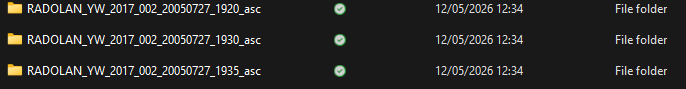 RADOLAN_YW_2017_002_20050727_1920_asc 12/05/2026 12:34 File folder
RADOLAN_YW_2017_002_20050727_1930_asc 12/05/2026 12:34 File folder
RADOLAN_YW_2017_002_20050727_1935_asc 12/05/2026 12:34 File folder